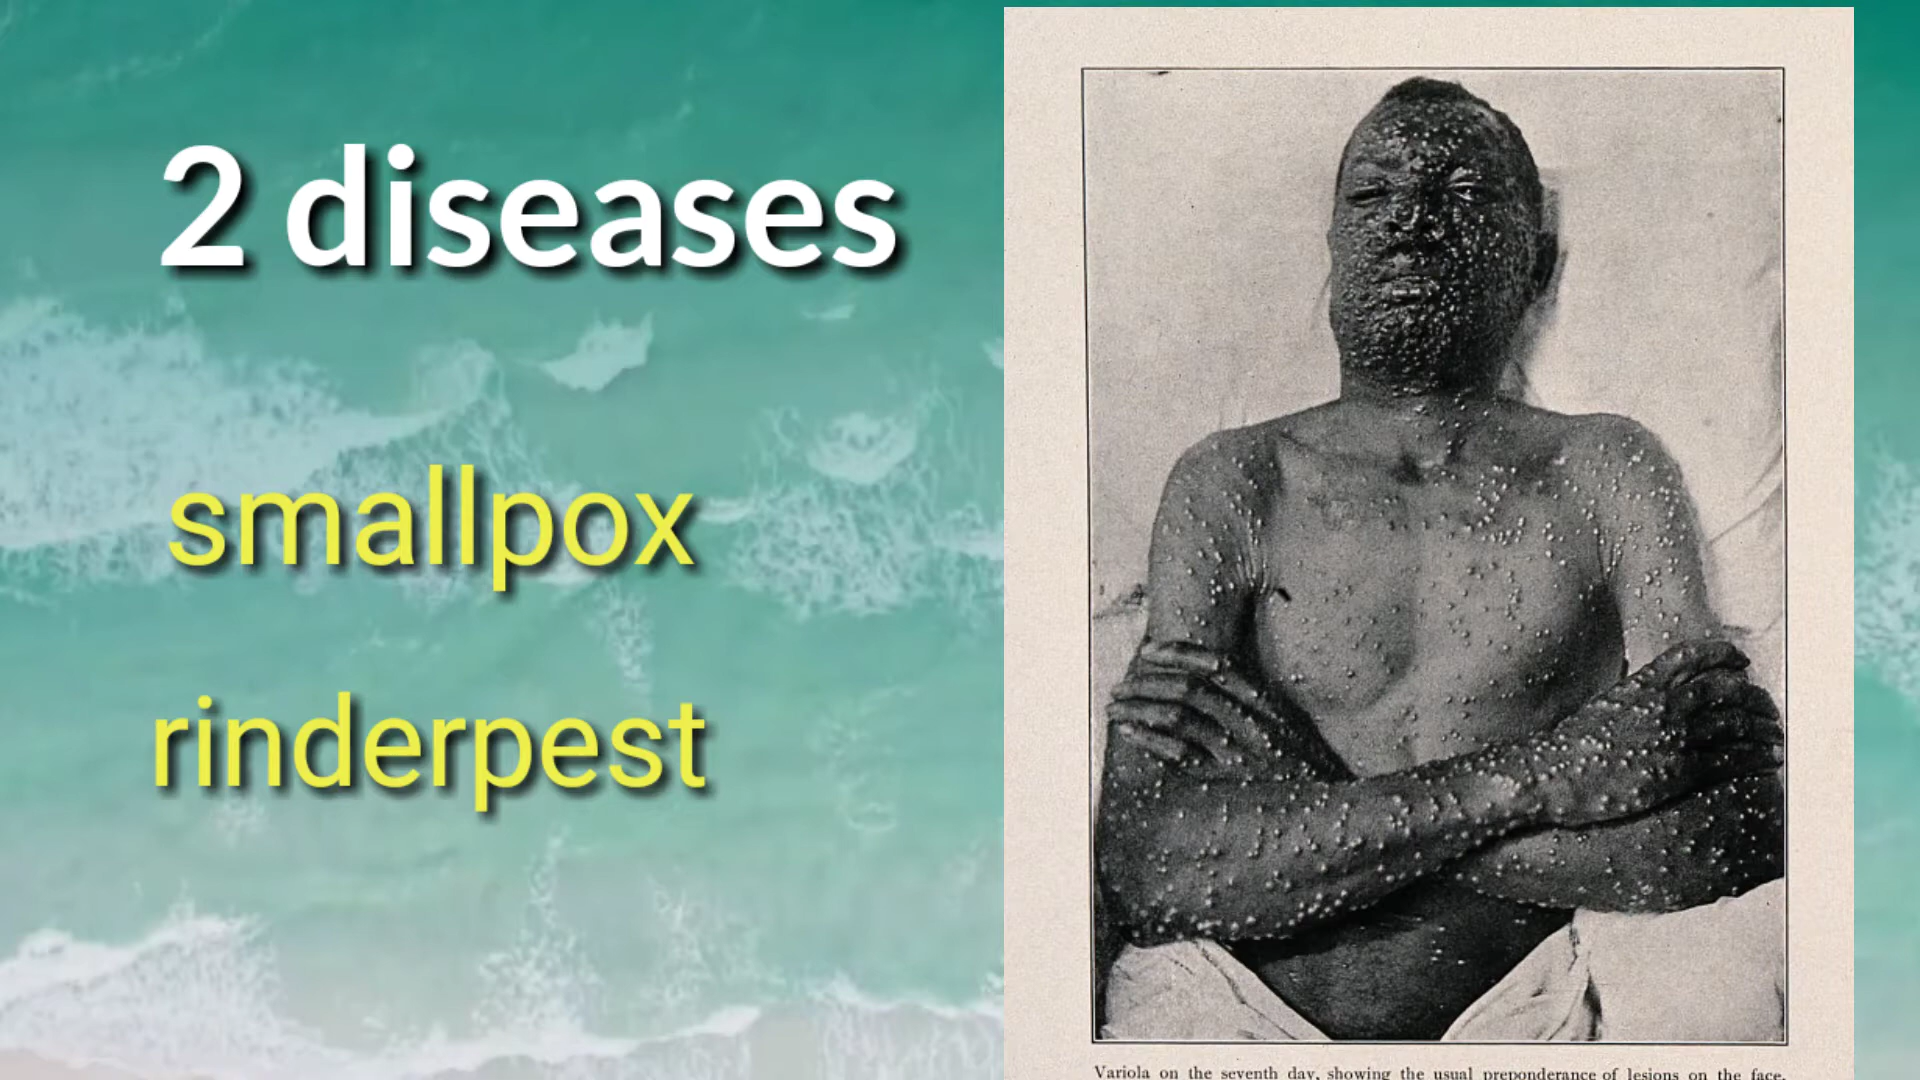 2 diseases
smallpox
rinderpest
Variola on the seventh day, showing the usual preponderance of lesions on the face.